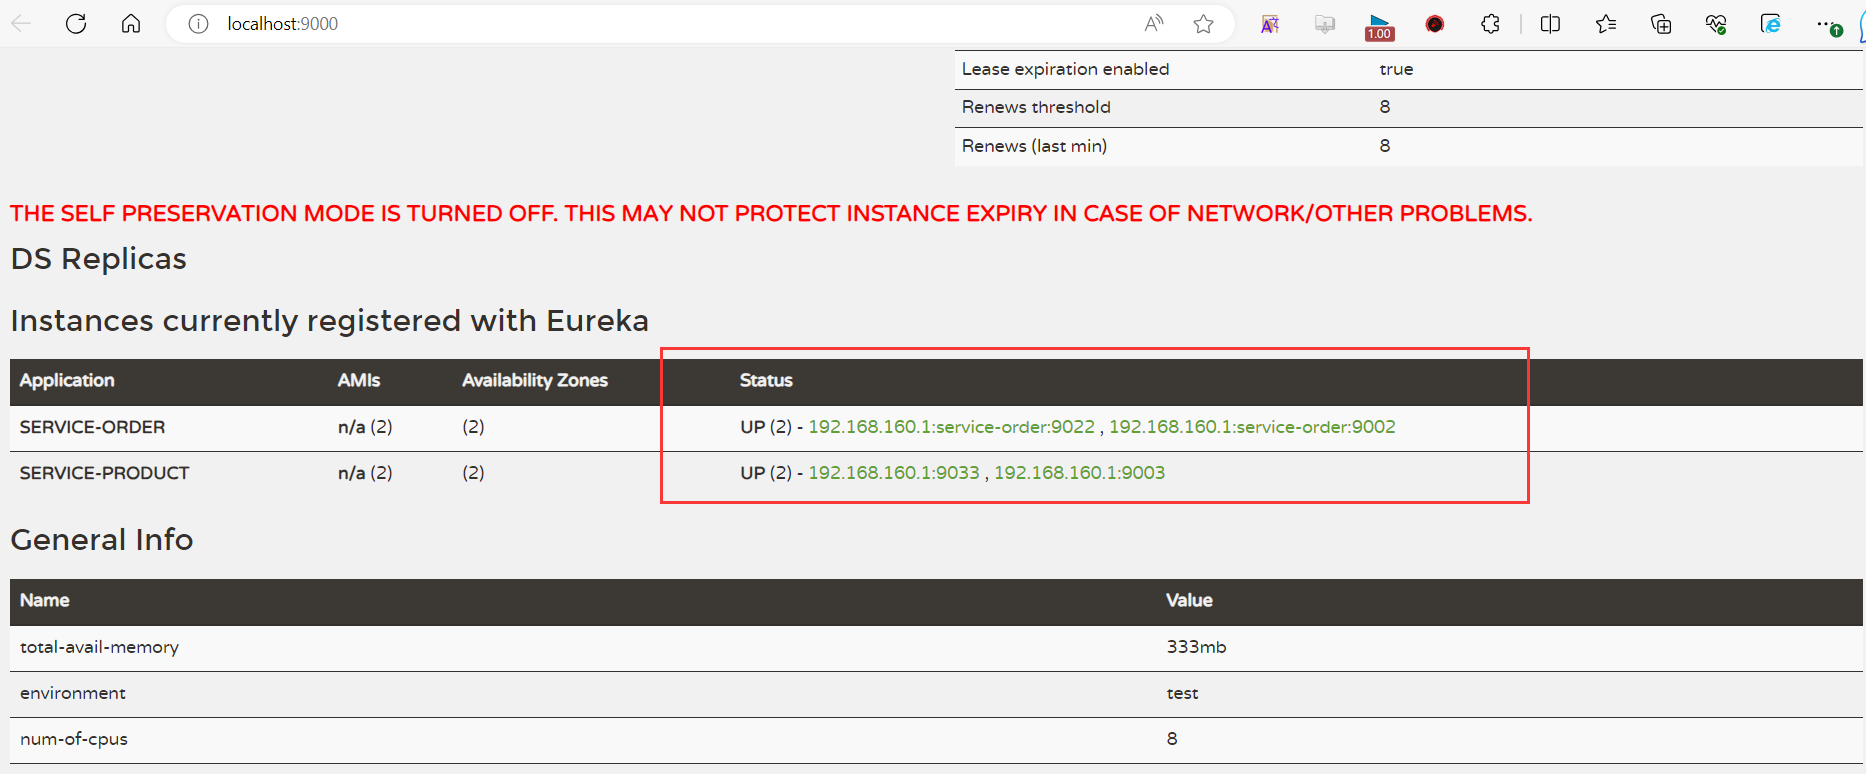 localhost:9000
1.00
Lease expiration enabled true
Renews threshold 8
Renews (last min) 8
THE SELF PRESERVATION MODE IS TURNED OFF. THIS MAY NOT PROTECT INSTANCE EXPIRY IN CASE OF NETWORK/OTHER PROBLEMS.
DS Replicas
Instances currently registered with Eureka
Application AMIs Availability Zones Status
SERVICE-ORDER n/a (2) (2) UP (2) - 192.168.160.1:service-order:9022 , 192.168.160.1:service-order:9002
SERVICE-PRODUCT n/a (2) (2) UP (2) - 192.168.160.1:9033 , 192.168.160.1:9003
General Info
Name Value
total-avail-memory 333mb
environment test
num-of-cpus 8